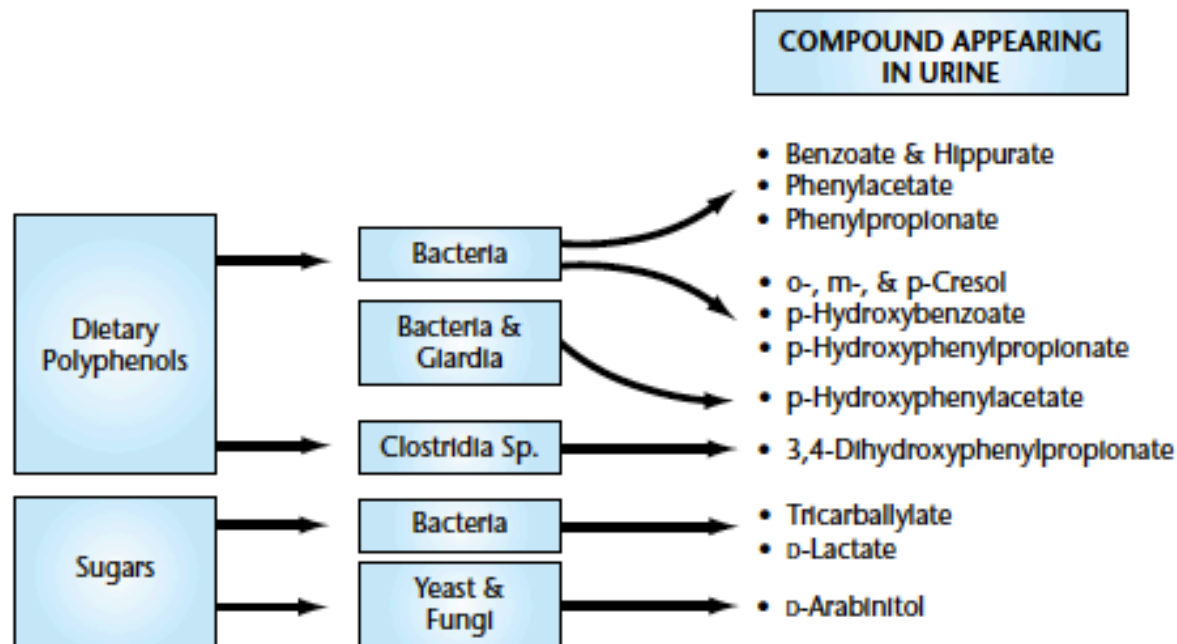 COMPOUND APPEARING
IN URINE
• Benzoate & Hippurate
• Phenylacetate
• Phenylpropionate
Dietary
Polyphenols
Bacteria
• o-, m-, & p-Cresol
• p-Hydroxybenzoate
• p-Hydroxyphenylpropionate
Bacteria &
Giardia
• p-Hydroxyphenylacetate
Clostridia Sp.
• 3,4-Dihydroxyphenylpropionate
Sugars
Bacteria
• Tricarballylate
• D-Lactate
Yeast &
Fungi
• D-Arabinitol